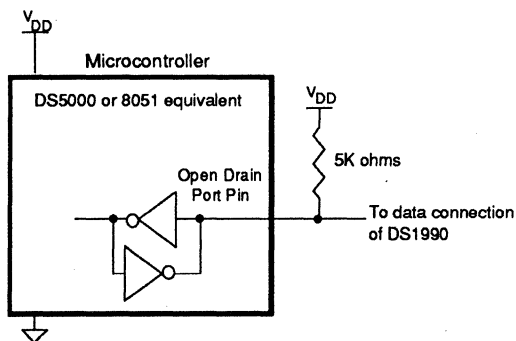 VDD
Microcontroller
DS5000 or 8051 equivalent
VDD
5K ohms
Open Drain
Port Pin
To data connection
of DS1990